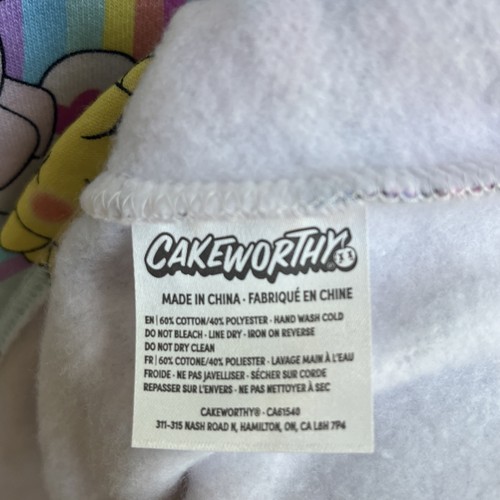 CAKEWORTHY
MADE IN CHINA · FABRIQUÉ EN CHINE
EN | 60% COTTON/40% POLYESTER · HAND WASH COLD
DO NOT BLEACH · LINE DRY · IRON ON REVERSE
DO NOT DRY CLEAN
FR | 60% COTONE/40% POLIESTER · LAVAGE MAIN À L'EAU
FROIDE · NE PAS JAVELLISER · SÉCHER SUR CORDE
REPASSER SUR L'ENVERS · NE PAS NETTOYER À SEC
CAKEWORTHY® · CA61540
311-315 NASH ROAD N, HAMILTON, ON, CA L8H 7P4